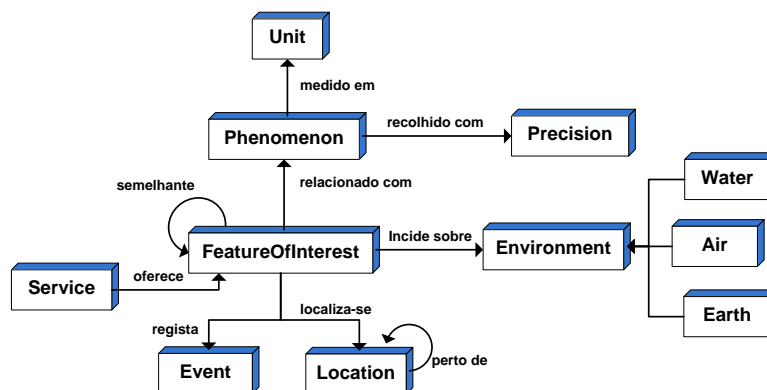 Unit
medido em
Phenomenon
recolhido com
Precision
semelhante
relacionado com
Water
FeatureOfInterest
Incide sobre
Environment
Air
Service
oferece
Earth
regista
localiza-se
Event
Location
perto de